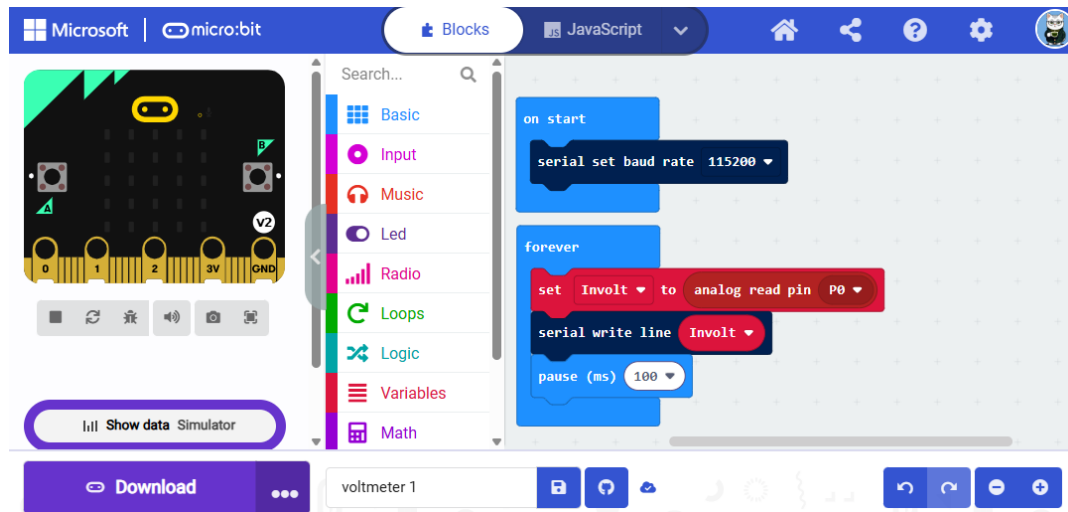 Microsoft micro:bit Blocks JS JavaScript
B
A
V2
0 1 2 3V GND
Show data Simulator
Search...
Basic
Input
Music
Led
Radio
Loops
Logic
Variables
Math
on start
serial set baud rate 115200
forever
set Involt to analog read pin P0
serial write line Involt
pause (ms) 100
Download voltmeter 1